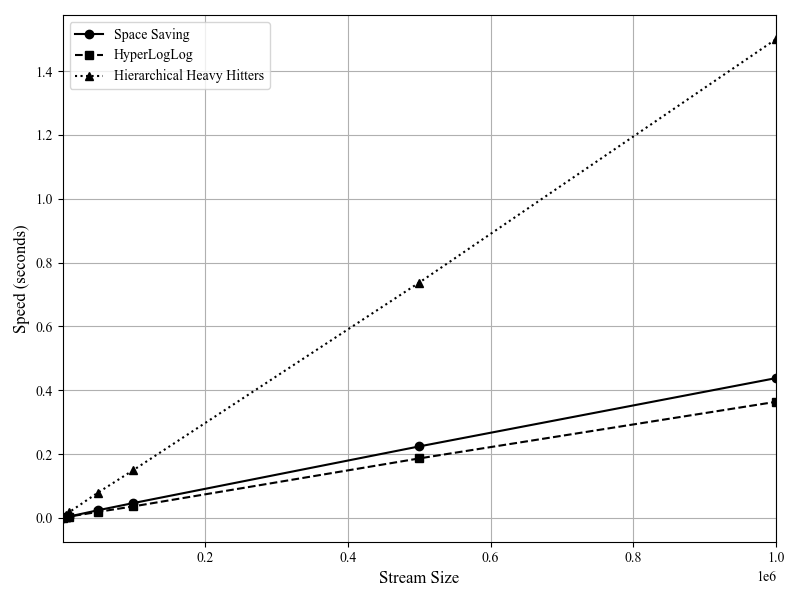 Space Saving
HyperLogLog
Hierarchical Heavy Hitters
Speed (seconds)
1.4
1.2
1.0
0.8
0.6
0.4
0.2
0.0
0.2 0.4 0.6 0.8 1.0
1e6
Stream Size